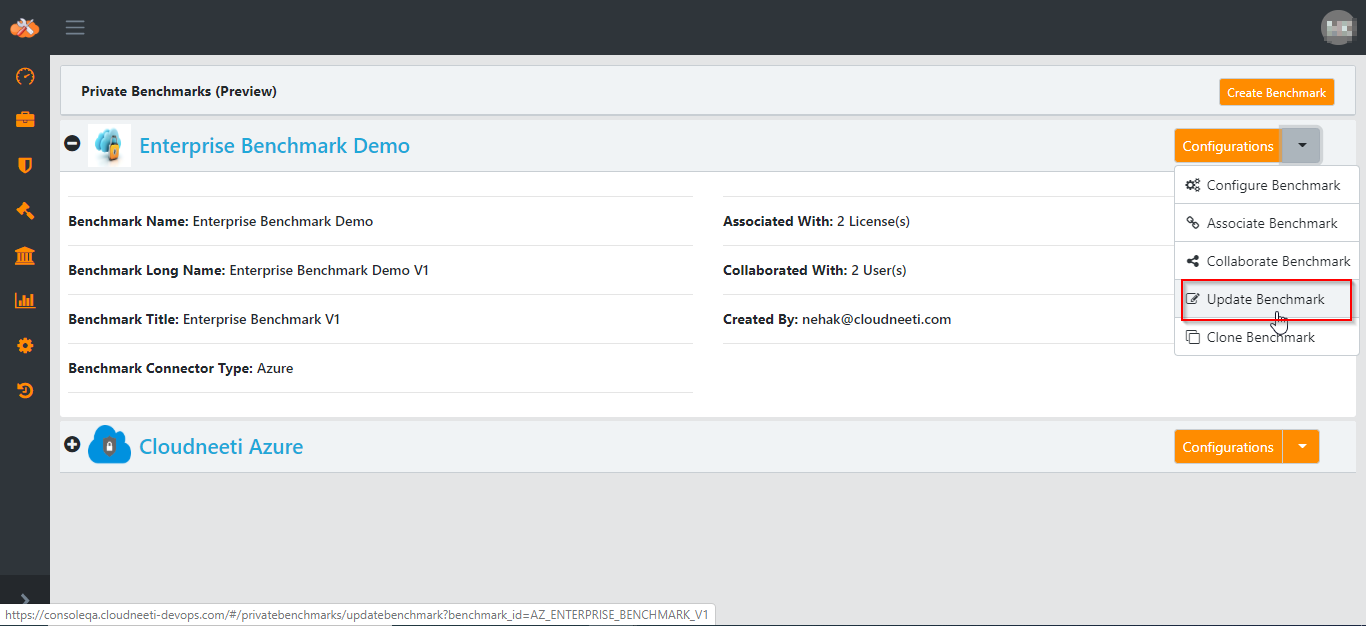 Private Benchmarks (Preview)
Create Benchmark
Enterprise Benchmark Demo
Configurations
Configure Benchmark
Associate Benchmark
Collaborate Benchmark
Update Benchmark
Clone Benchmark
Benchmark Name: Enterprise Benchmark Demo
Associated With: 2 License(s)
Benchmark Long Name: Enterprise Benchmark Demo V1
Collaborated With: 2 User(s)
Benchmark Title: Enterprise Benchmark V1
Created By: nehak@cloudneeti.com
Benchmark Connector Type: Azure
Cloudneeti Azure
Configurations
https://consoleqa.cloudneeti-devops.com/#/privatebenchmarks/updatebenchmark?benchmark_id=AZ_ENTERPRISE_BENCHMARK_V1